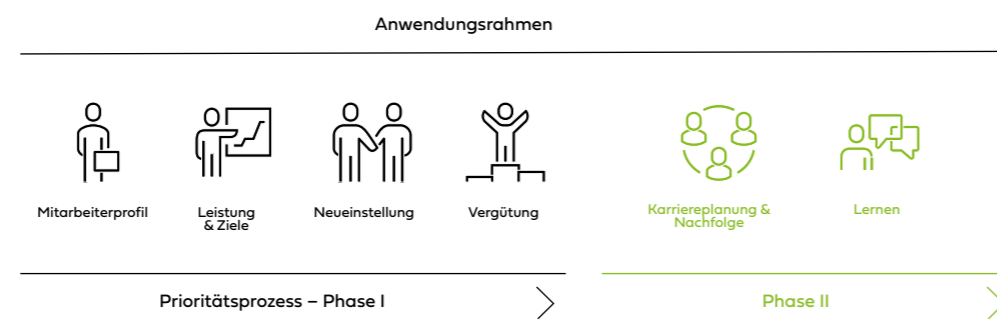 Anwendungsrahmen
Mitarbeiterprofil
Leistung
& Ziele
Neueinstellung
Vergütung
Karriereplanung &
Nachfolge
Lernen
Prioritätsprozess – Phase I
Phase II